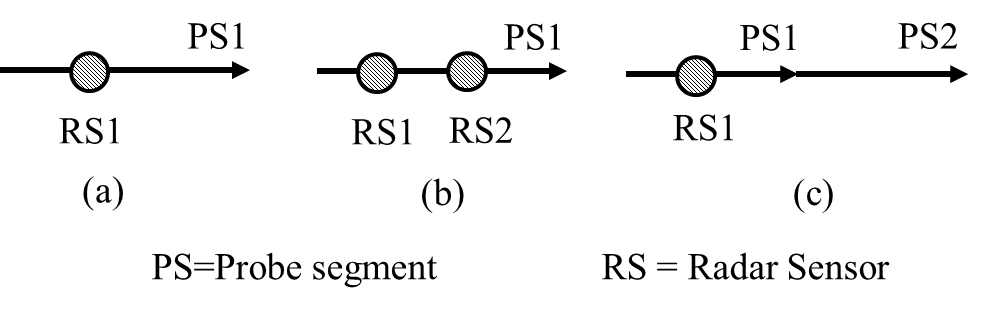 PS1 PS1 PS1 PS2
RS1 RS1 RS2 RS1
(a) (b) (c)
PS=Probe segment RS = Radar Sensor